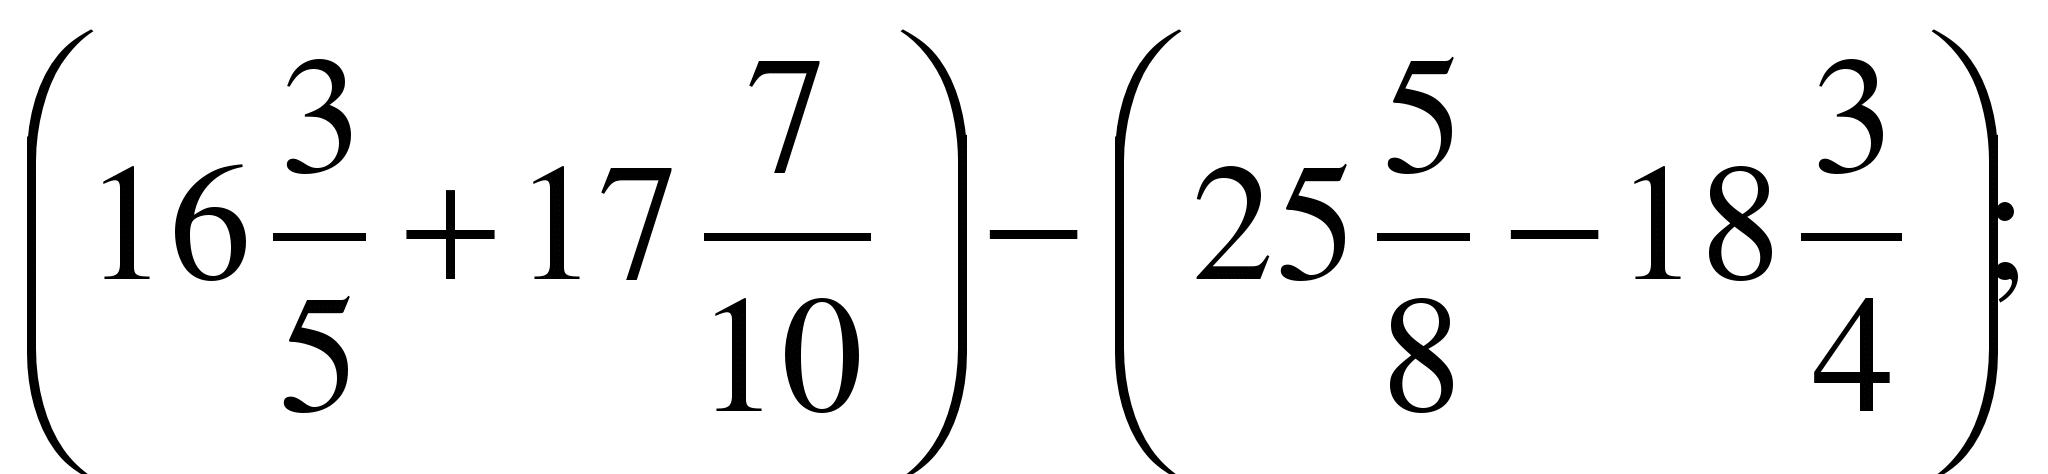 (16 3/5 + 17 7/10) − (25 5/8 − 18 3/4);